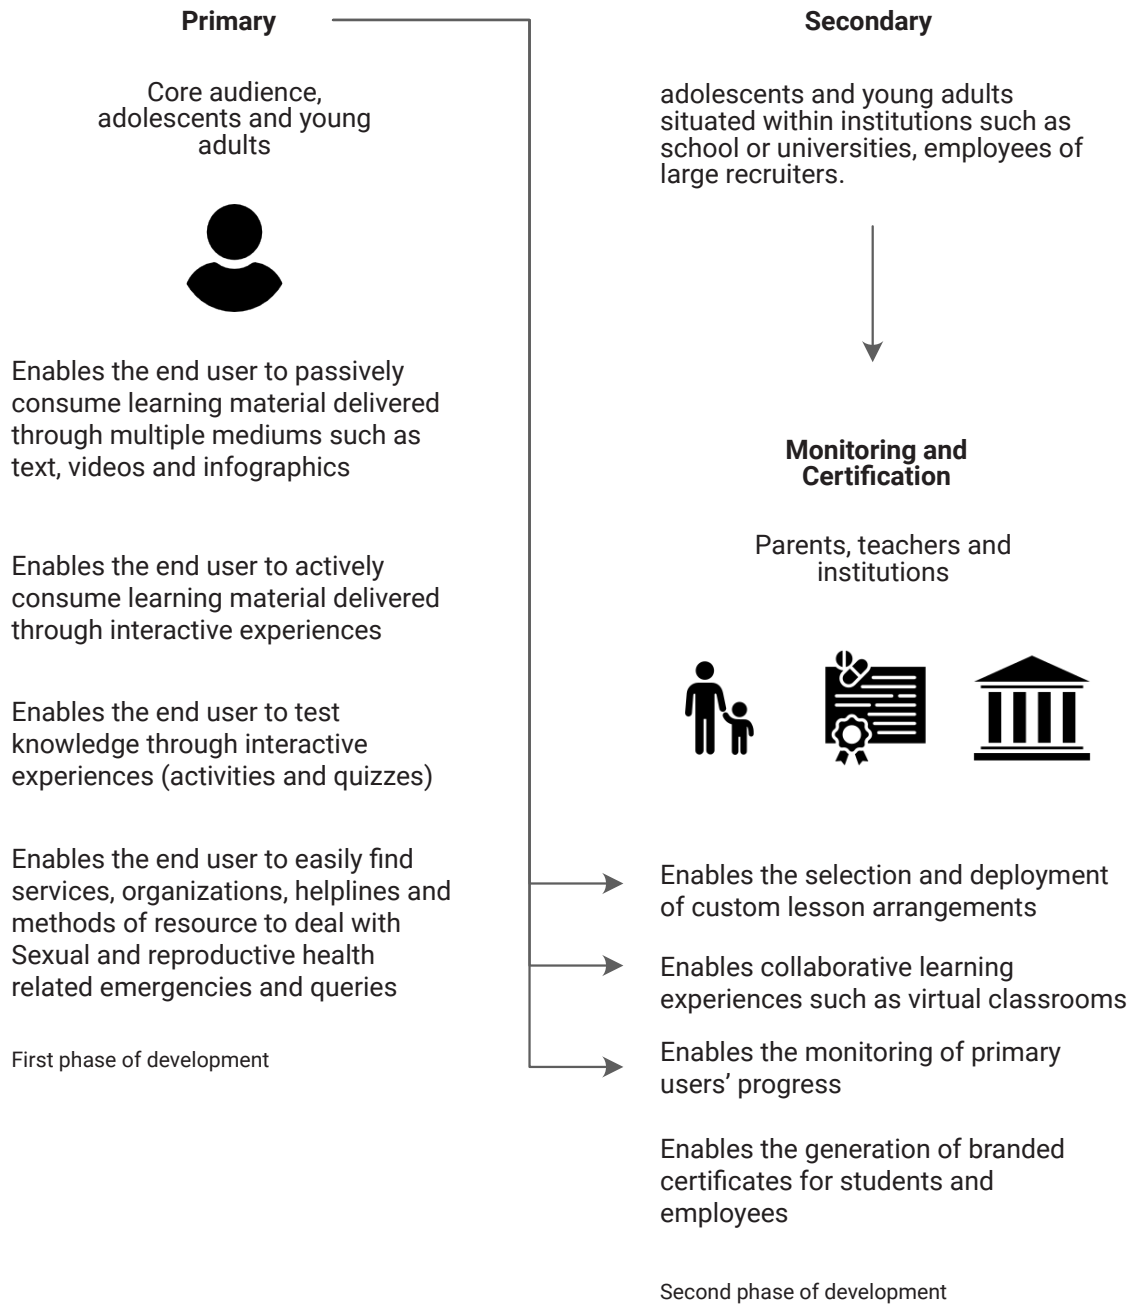 Primary
Core audience,
adolescents and young
adults
Enables the end user to passively
consume learning material delivered
through multiple mediums such as
text, videos and infographics
Enables the end user to actively
consume learning material delivered
through interactive experiences
Enables the end user to test
knowledge through interactive
experiences (activities and quizzes)
Enables the end user to easily find
services, organizations, helplines and
methods of resource to deal with
Sexual and reproductive health
related emergencies and queries
First phase of development
Secondary
adolescents and young adults
situated within institutions such as
school or universities, employees of
large recruiters.
Monitoring and
Certification
Parents, teachers and
institutions
Enables the selection and deployment
of custom lesson arrangements
Enables collaborative learning
experiences such as virtual classrooms
Enables the monitoring of primary
users’ progress
Enables the generation of branded
certificates for students and
employees
Second phase of development